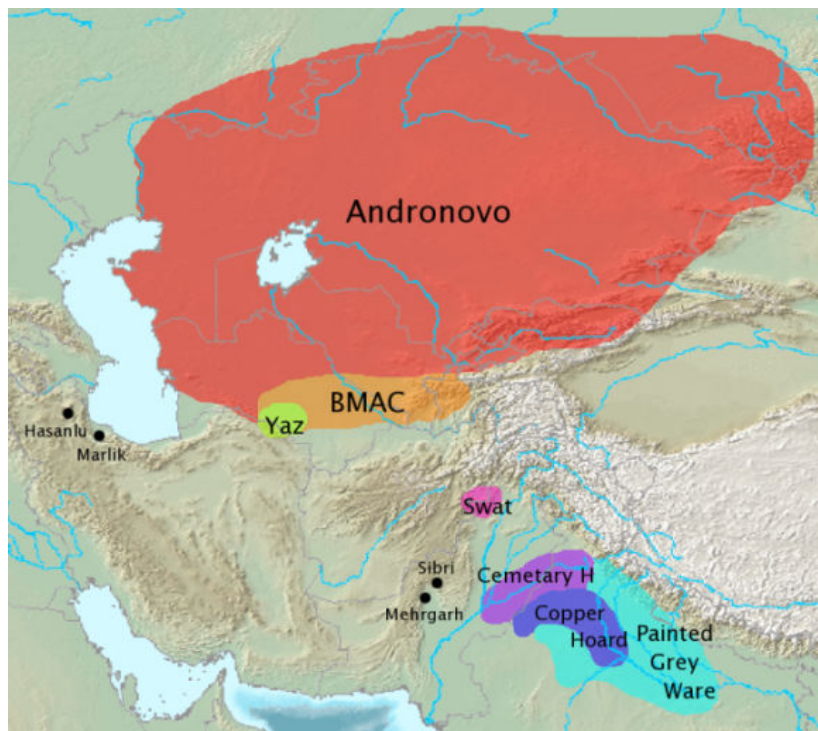 Andronovo
BMAC
Yaz
Hasanlu
Marlik
Swat
Sibri
Cemetary H
Mehrgarh
Copper
Hoard
Painted
Grey
Ware